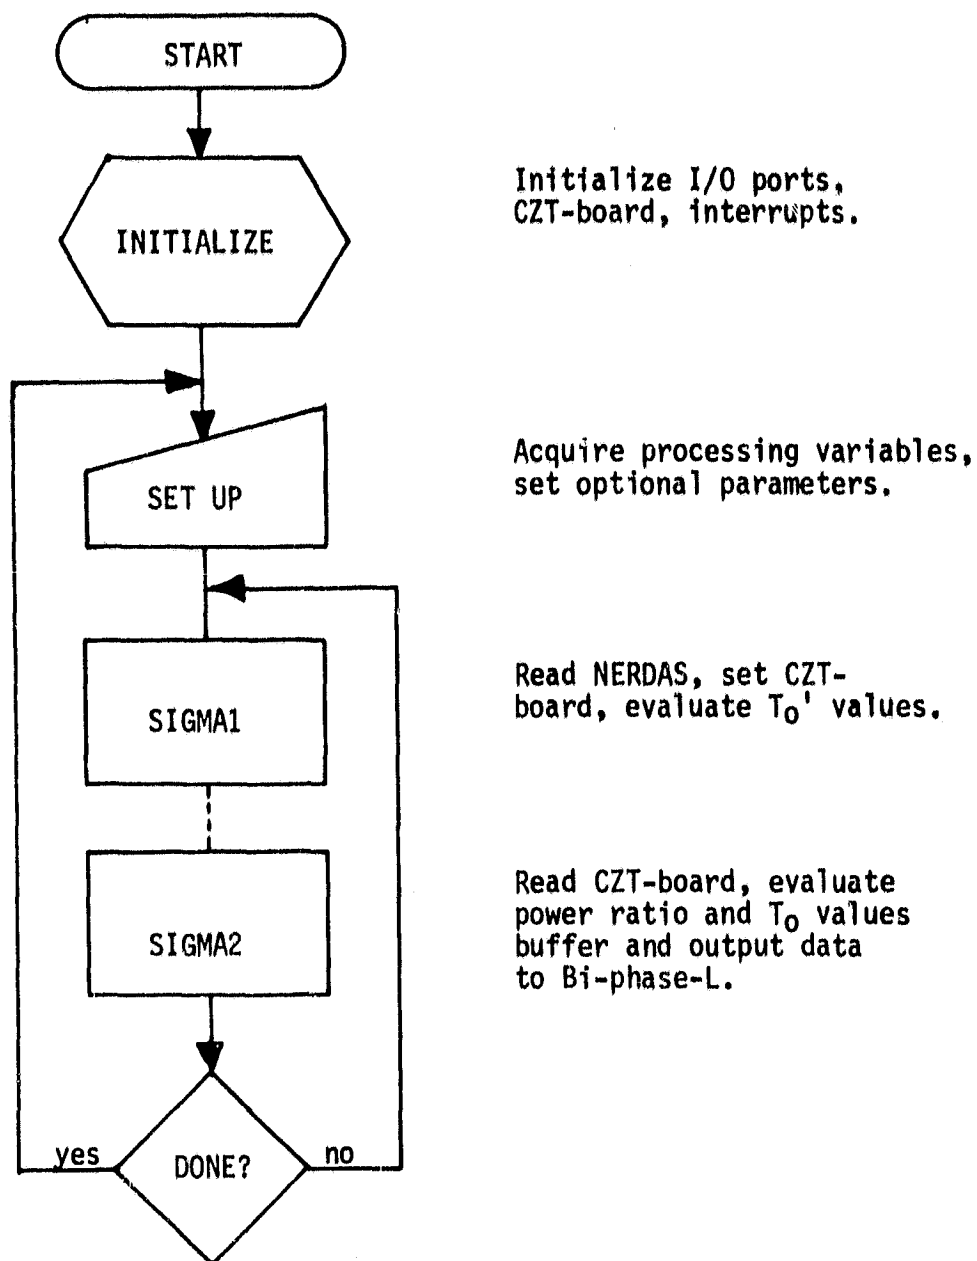 START
INITIALIZE
Initialize I/O ports,
CZT-board, interrupts.
SET UP
Acquire processing variables,
set optional parameters.
SIGMA1
Read NERDAS, set CZT-
board, evaluate To' values.
SIGMA2
Read CZT-board, evaluate
power ratio and To values
buffer and output data
to Bi-phase-L.
yes
DONE?
no